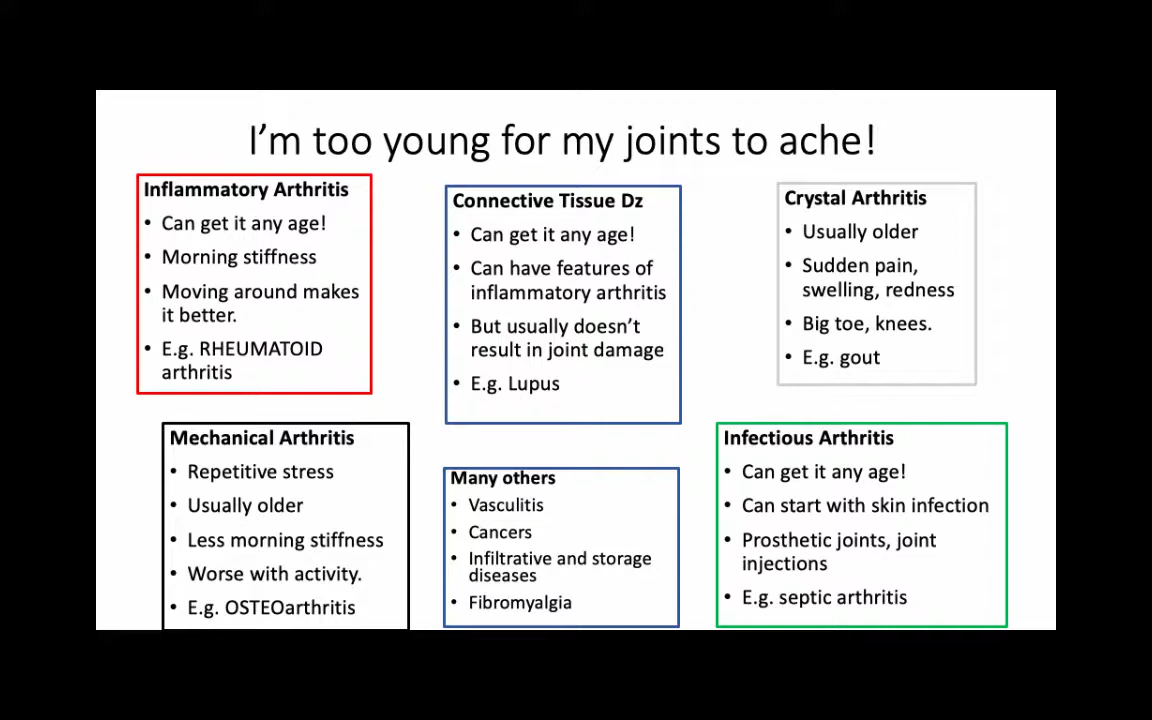 I'm too young for my joints to ache!
Inflammatory Arthritis
• Can get it any age!
• Morning stiffness
• Moving around makes
it better.
• E.g. RHEUMATOID
arthritis
Connective Tissue Dz
• Can get it any age!
• Can have features of
inflammatory arthritis
• But usually doesn't
result in joint damage
• E.g. Lupus
Crystal Arthritis
• Usually older
• Sudden pain,
swelling, redness
• Big toe, knees.
• E.g. gout
Mechanical Arthritis
• Repetitive stress
• Usually older
• Less morning stiffness
• Worse with activity.
• E.g. OSTEOarthritis
Many others
• Vasculitis
• Cancers
• Infiltrative and storage
diseases
• Fibromyalgia
Infectious Arthritis
• Can get it any age!
• Can start with skin infection
• Prosthetic joints, joint
injections
• E.g. septic arthritis